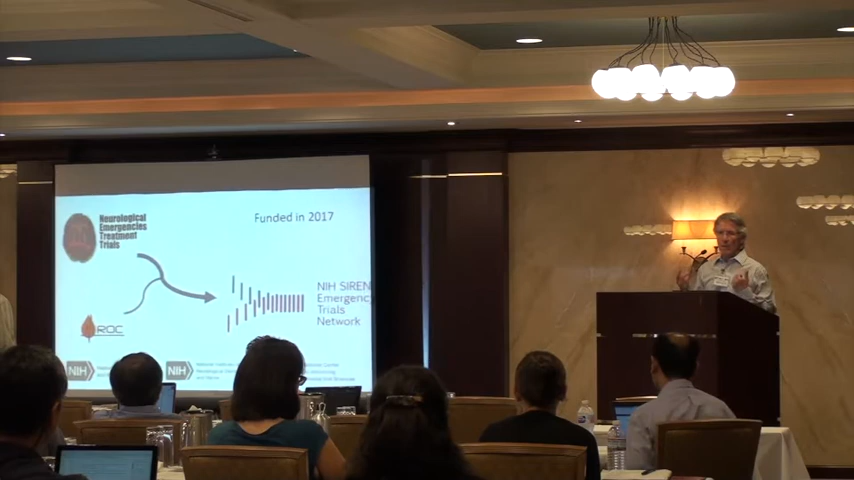 Neurological
Emergencies
Treatment
Trials
Funded in 2017
NIH SIREN
Emergency
Trials
Network
ROC
NIH
NIH